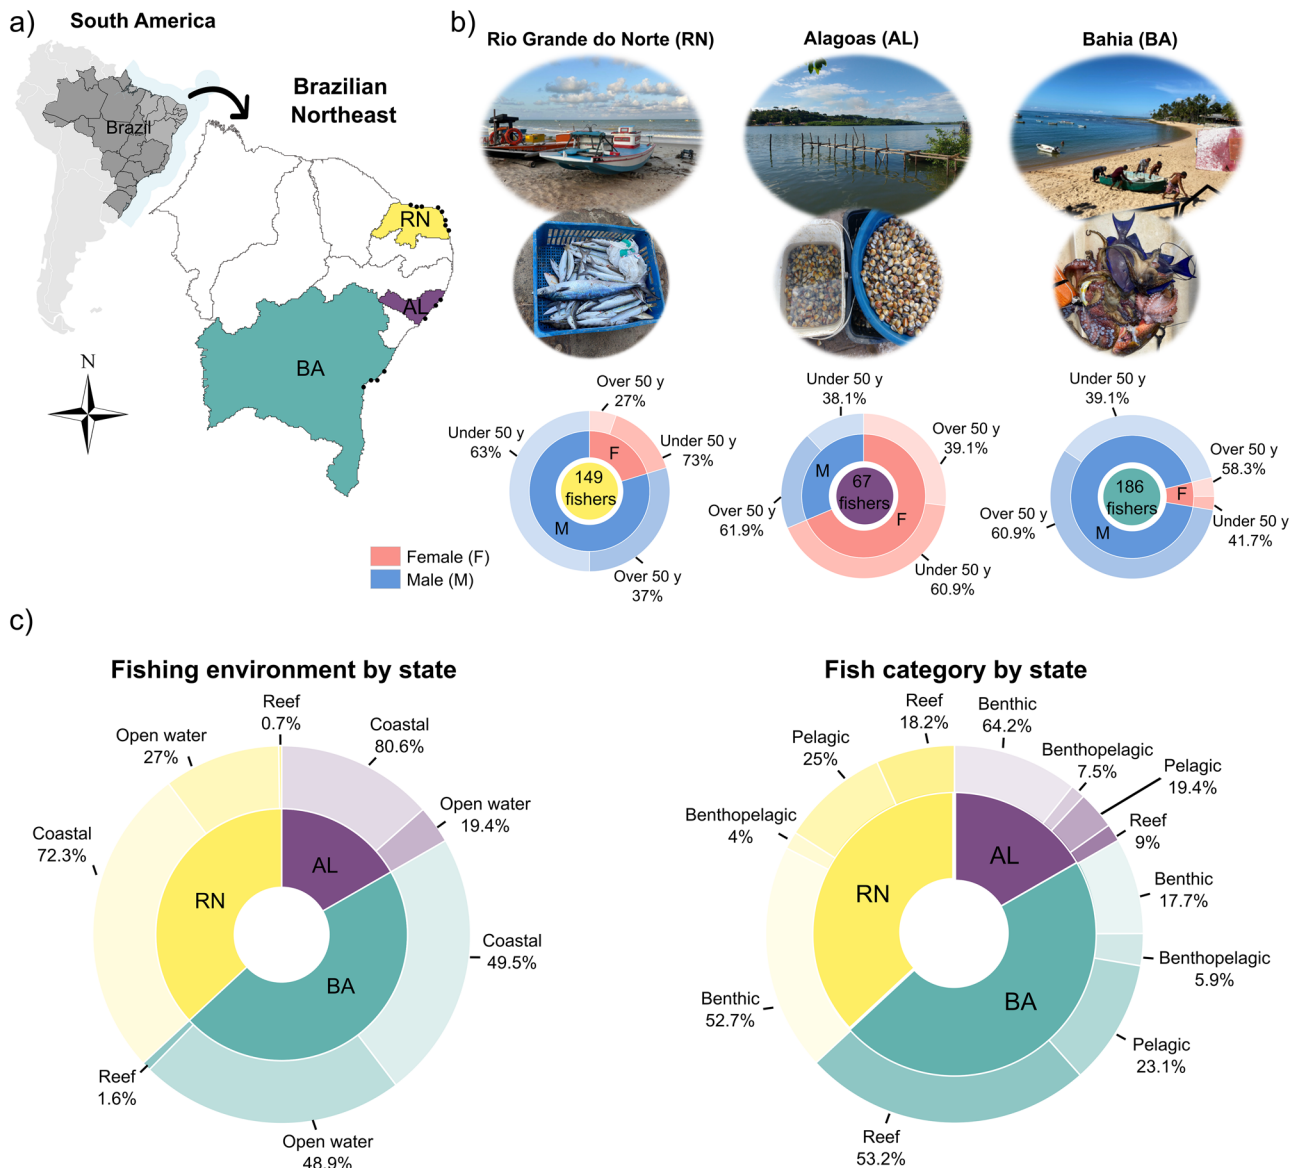 a)
South America
Brazil
Brazilian
Northeast
RN
AL
BA
N
b)
Rio Grande do Norte (RN)
Alagoas (AL)
Bahia (BA)
Over 50 y
27%
Under 50 y
63%
Under 50 y
73%
F
149
fishers
M
Over 50 y
37%
Under 50 y
38.1%
Over 50 y
39.1%
M
67
fishers
F
Over 50 y
61.9%
Under 50 y
60.9%
Under 50 y
39.1%
Over 50 y
58.3%
186
fishers
F
M
Over 50 y
60.9%
Under 50 y
41.7%
Female (F)
Male (M)
c)
Fishing environment by state
Reef
0.7%
Coastal
80.6%
Open water
27%
Open water
19.4%
Coastal
72.3%
AL
RN
BA
Coastal
49.5%
Reef
1.6%
Open water
48.9%
Fish category by state
Reef
18.2%
Benthic
64.2%
Pelagic
25%
Benthopelagic
7.5%
Pelagic
19.4%
Benthopelagic
4%
Reef
9%
AL
RN
BA
Benthic
17.7%
Benthopelagic
5.9%
Benthic
52.7%
Pelagic
23.1%
Reef
53.2%